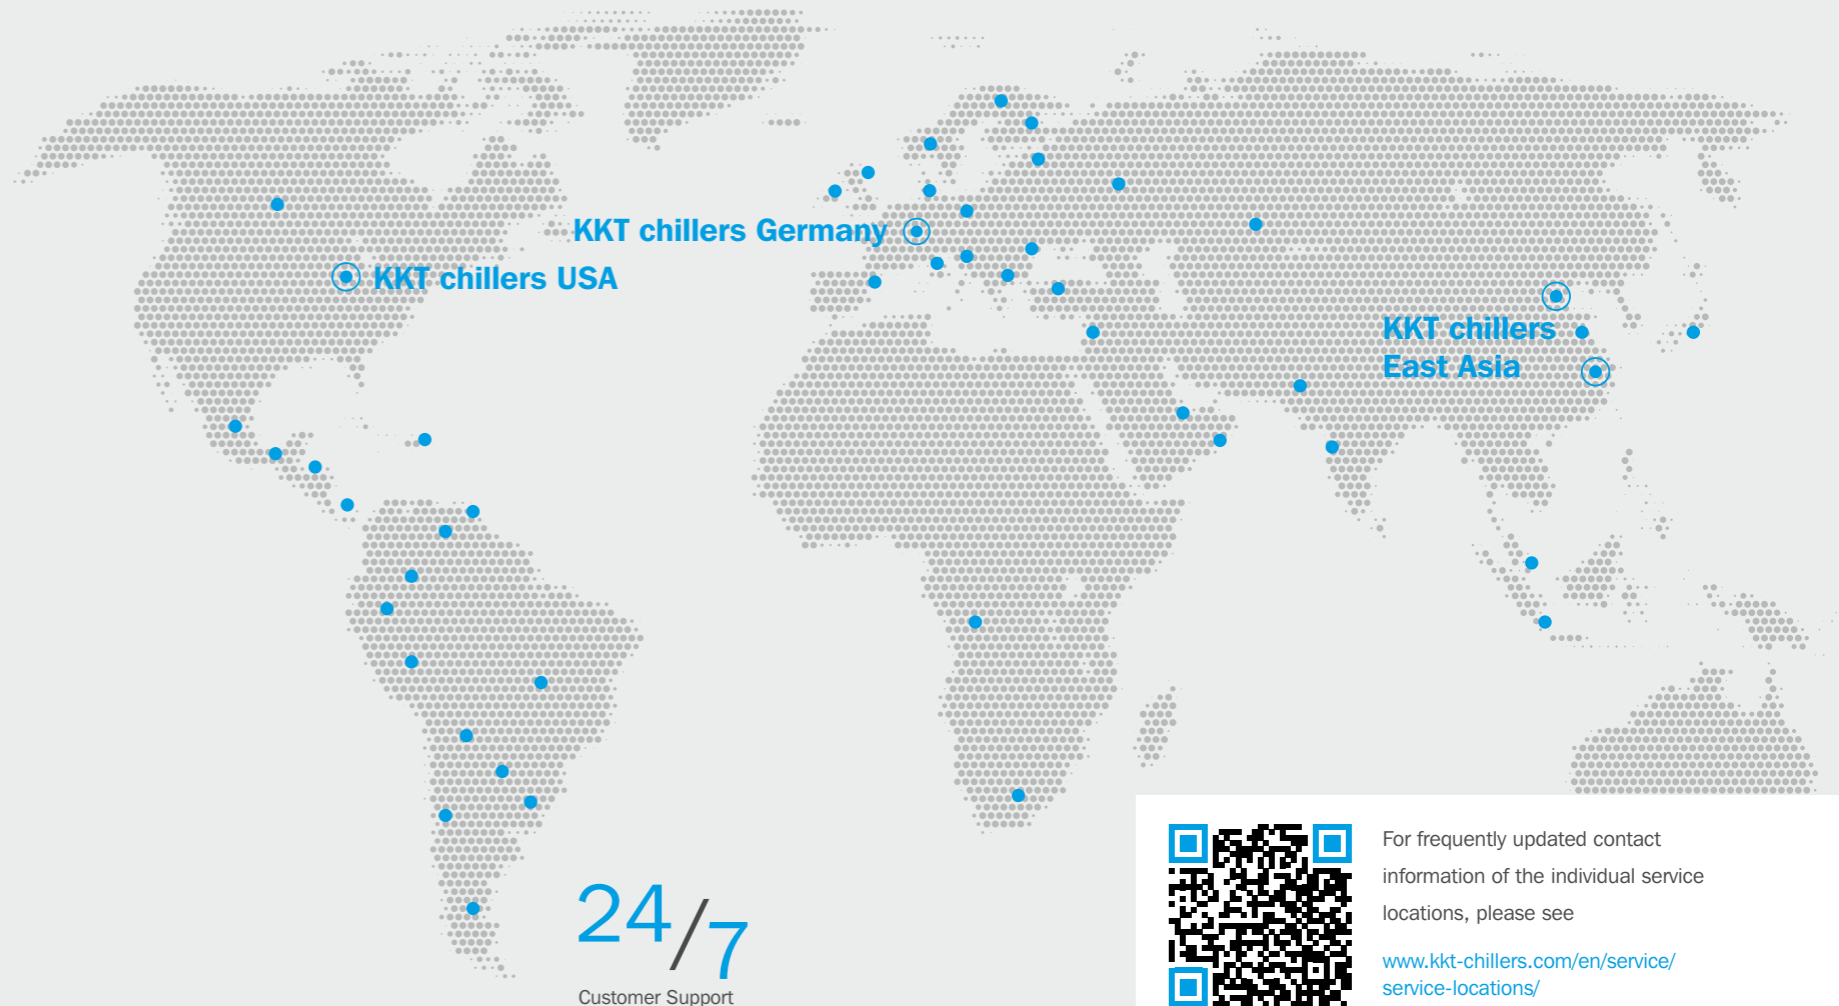 KKT chillers Germany
KKT chillers USA
KKT chillers
East Asia
24/7
Customer Support
For frequently updated contact
information of the individual service
locations, please see
www.kkt-chillers.com/en/service/
service-locations/